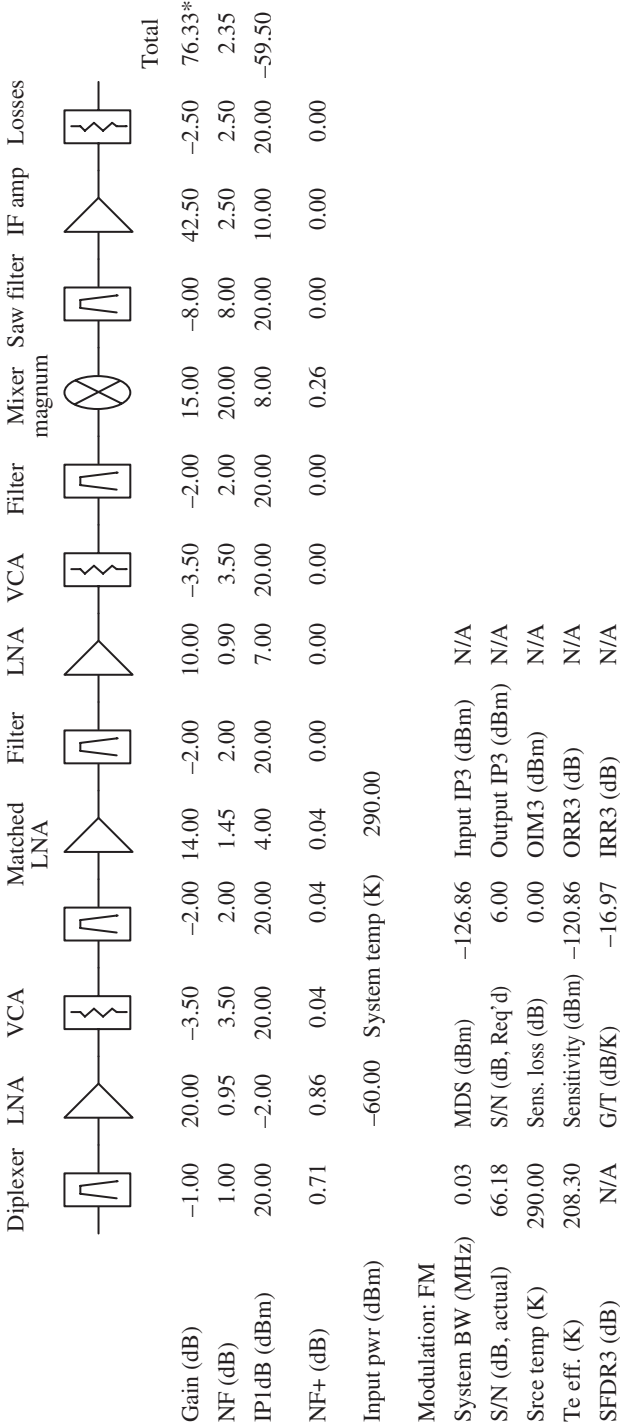 Diplexer LNA VCA Matched LNA Filter LNA VCA Filter Mixer magnum Saw filter IF amp Losses
Total
Gain (dB) −1.00 20.00 −3.50 −2.00 14.00 −2.00 10.00 −3.50 −2.00 15.00 −8.00 42.50 −2.50 76.33*
NF (dB) 1.00 0.95 3.50 2.00 1.45 2.00 0.90 3.50 2.00 20.00 8.00 2.50 2.50 2.35
IP1dB (dBm) 20.00 −2.00 20.00 20.00 4.00 20.00 7.00 20.00 20.00 8.00 20.00 10.00 20.00 −59.50
NF+ (dB) 0.71 0.86 0.04 0.04 0.04 0.00 0.00 0.00 0.00 0.26 0.00 0.00 0.00
Input pwr (dBm) −60.00 System temp (K) 290.00
Modulation: FM
System BW (MHz) 0.03 MDS (dBm) −126.86 Input IP3 (dBm) N/A
S/N (dB, actual) 66.18 S/N (dB, Req'd) 6.00 Output IP3 (dBm) N/A
Srce temp (K) 290.00 Sens. loss (dB) 0.00 OIM3 (dBm) N/A
Te eff. (K) 208.30 Sensitivity (dBm) −120.86 ORR3 (dB) N/A
SFDR3 (dB) N/A G/T (dB/K) −16.97 IRR3 (dB) N/A